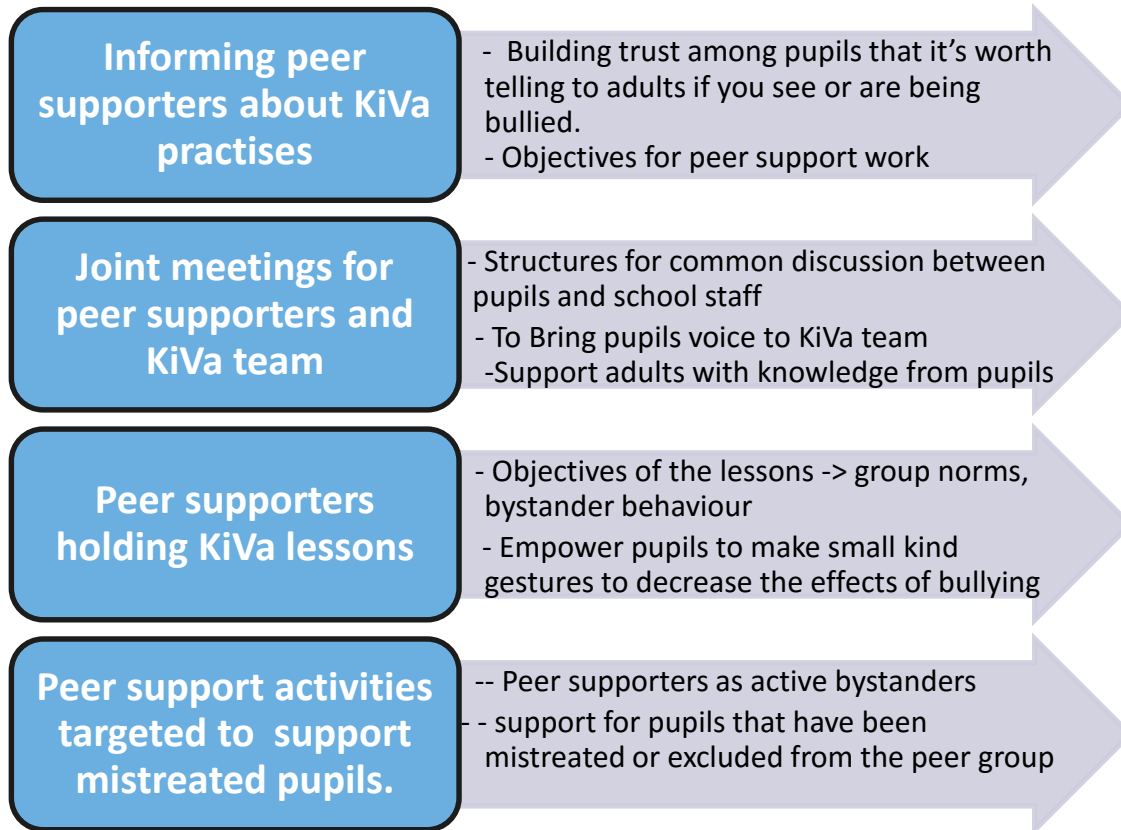 Informing peer
supporters about KiVa
practises
- Building trust among pupils that it's worth
telling to adults if you see or are being
bullied.
- Objectives for peer support work
Joint meetings for
peer supporters and
KiVa team
- Structures for common discussion between
pupils and school staff
- To Bring pupils voice to KiVa team
-Support adults with knowledge from pupils
Peer supporters
holding KiVa lessons
- Objectives of the lessons -> group norms,
bystander behaviour
- Empower pupils to make small kind
gestures to decrease the effects of bullying
Peer support activities
targeted to support
mistreated pupils.
-- Peer supporters as active bystanders
- - support for pupils that have been
mistreated or excluded from the peer group